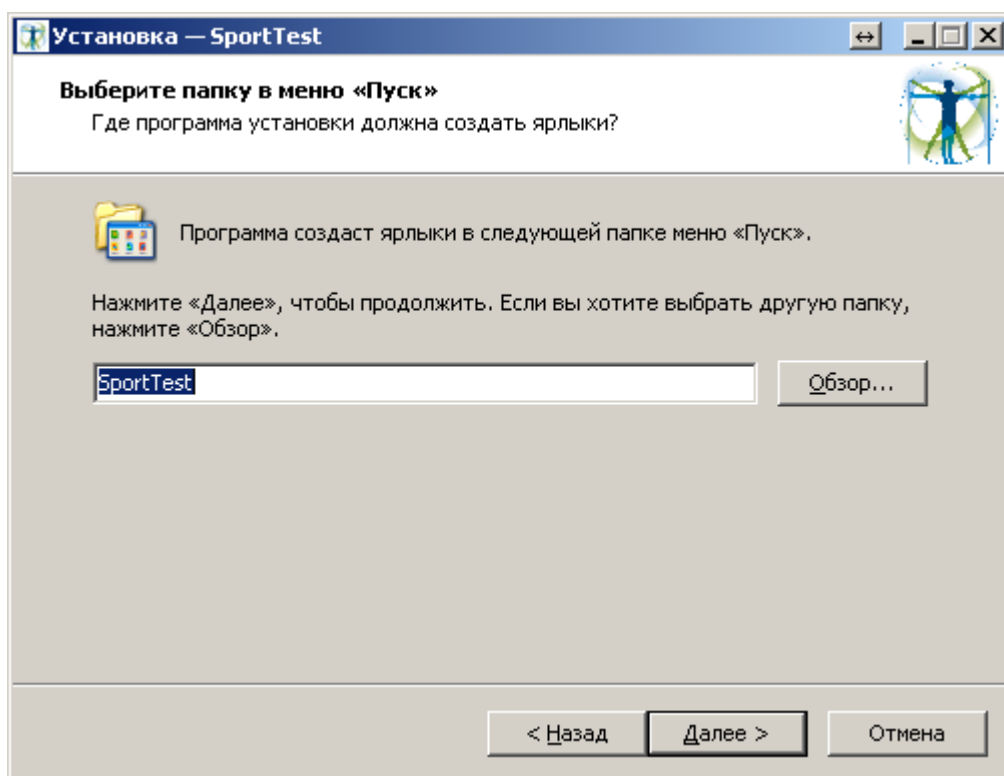 Установка — SportTest
Выберите папку в меню «Пуск»
Где программа установки должна создать ярлыки?
Программа создаст ярлыки в следующей папке меню «Пуск».
Нажмите «Далее», чтобы продолжить. Если вы хотите выбрать другую папку,
нажмите «Обзор».
SportTest
Обзор...
< Назад
Далее >
Отмена